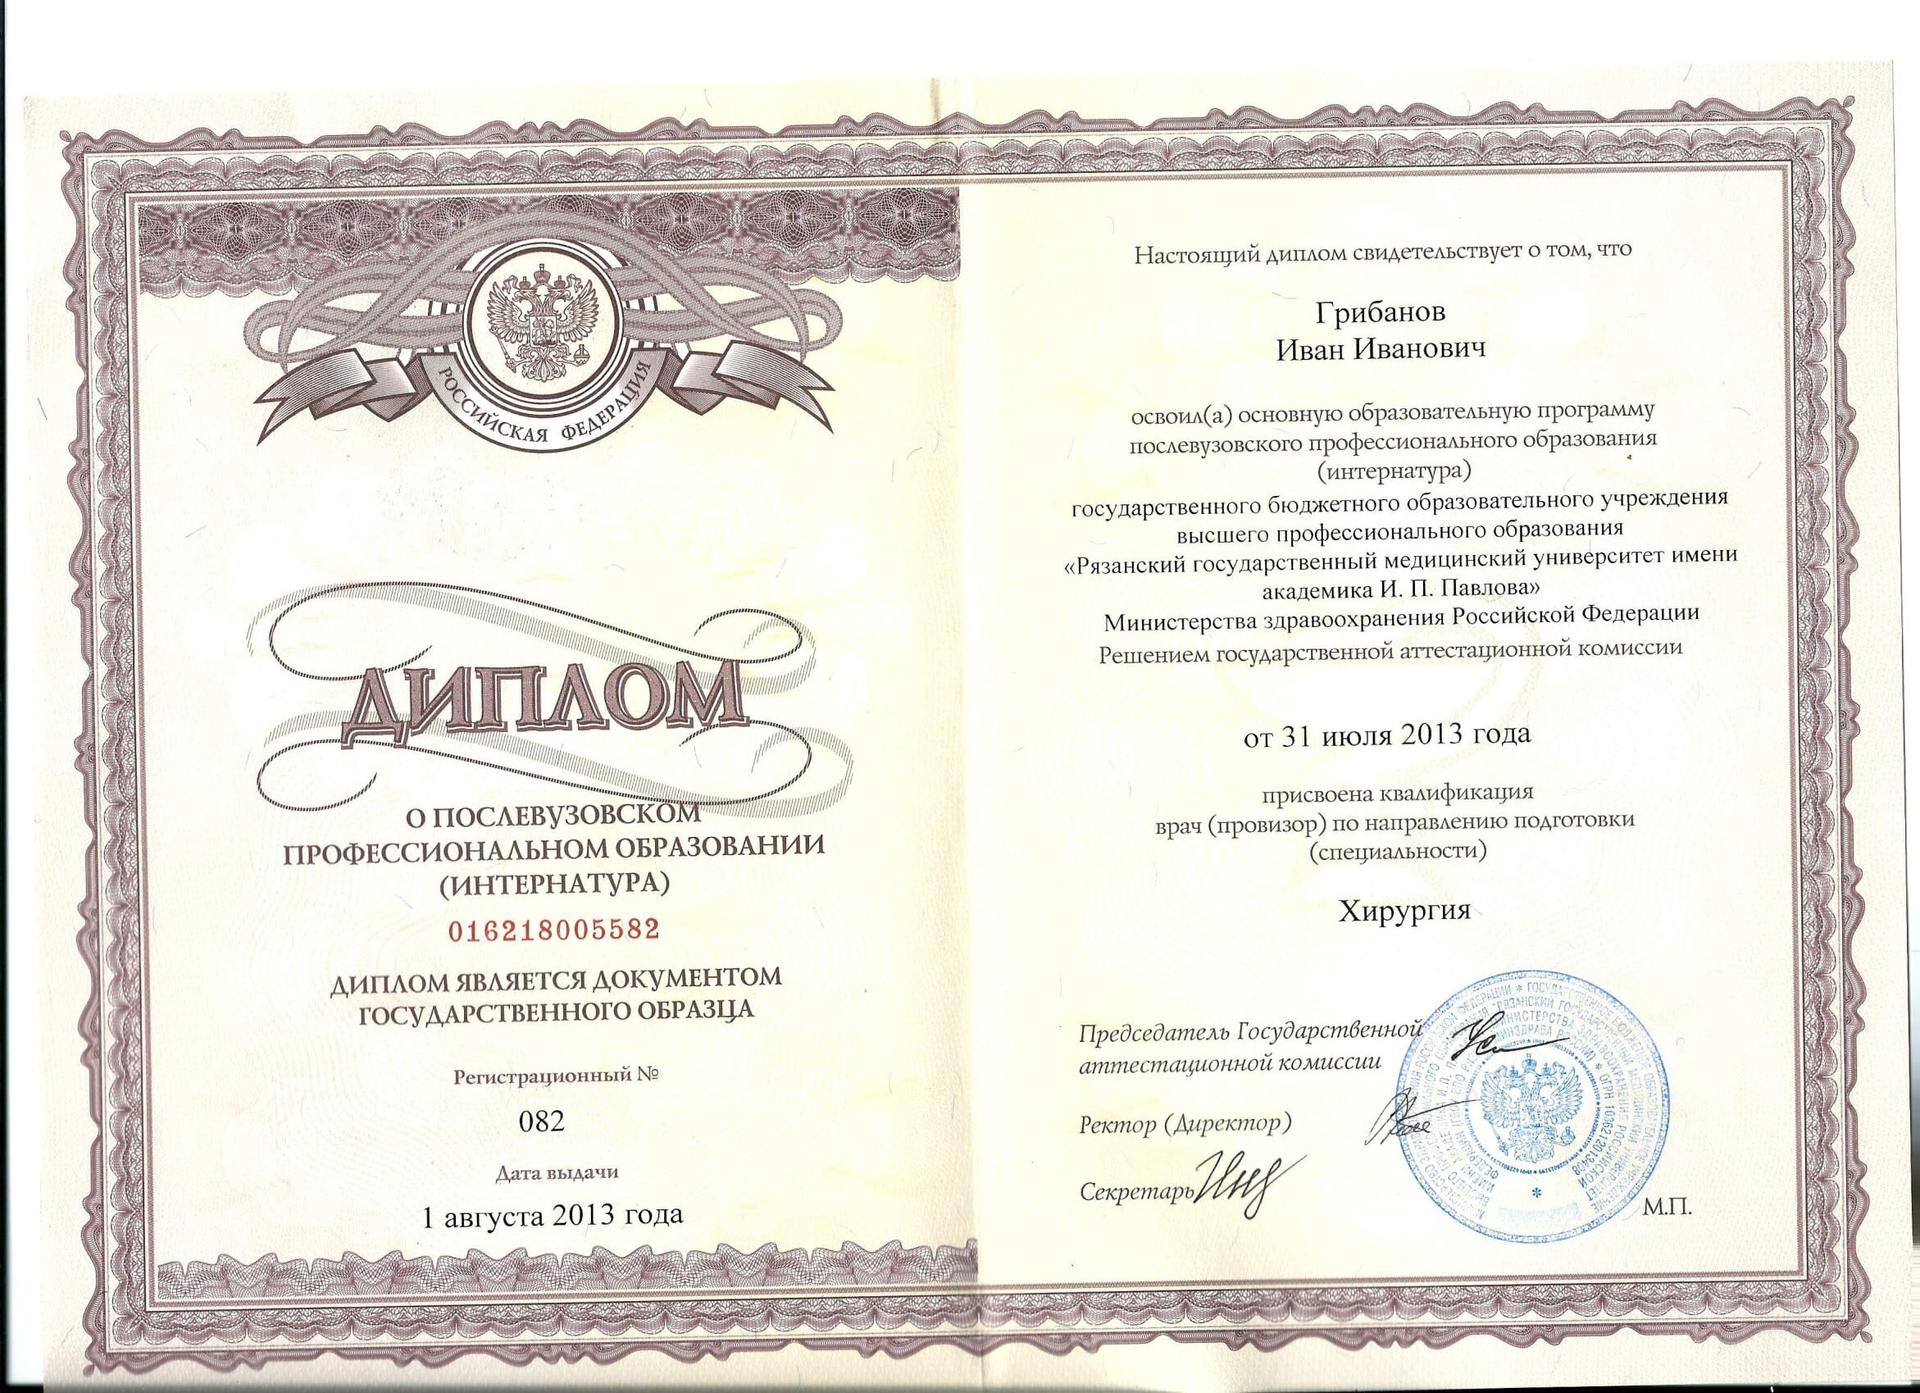 РОССИЙСКАЯ ФЕДЕРАЦИЯ
ДИПЛОМ
О ПОСЛЕВУЗОВСКОМ
ПРОФЕССИОНАЛЬНОМ ОБРАЗОВАНИИ
(ИНТЕРНАТУРА)
016218005582
ДИПЛОМ ЯВЛЯЕТСЯ ДОКУМЕНТОМ
ГОСУДАРСТВЕННОГО ОБРАЗЦА
Регистрационный №
082
Дата выдачи
1 августа 2013 года
Настоящий диплом свидетельствует о том, что
Грибанов
Иван Иванович
освоил(а) основную образовательную программу
послевузовского профессионального образования
(интернатура)
государственного бюджетного образовательного учреждения
высшего профессионального образования
«Рязанский государственный медицинский университет имени
академика И. П. Павлова»
Министерства здравоохранения Российской Федерации
Решением государственной аттестационной комиссии
от 31 июля 2013 года
присвоена квалификация
врач (провизор) по направлению подготовки
(специальности)
Хирургия
Председатель Государственной
аттестационной комиссии
Ректор (Директор)
Секретарь
М.П.